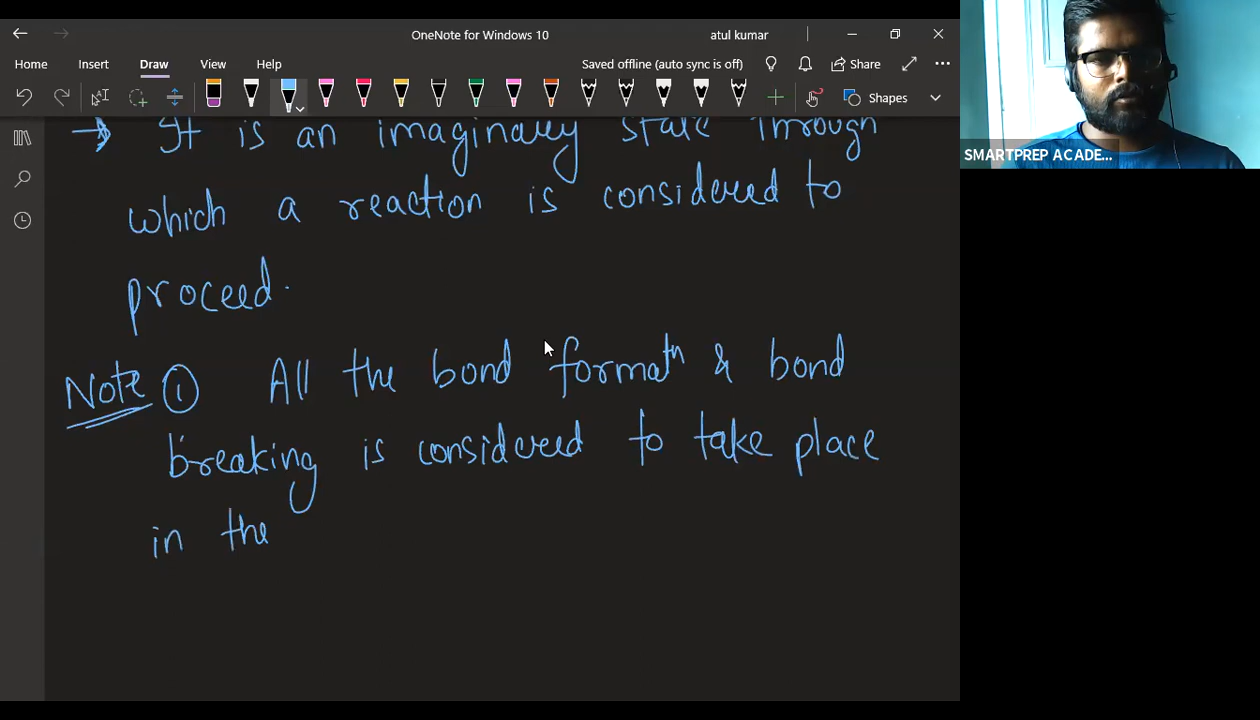 OneNote for Windows 10
atul kumar
Home Insert Draw View Help
Saved offline (auto sync is off)
Share
Shapes
SMARTPREP ACADE...
→ It is an imaginary state through
which a reaction is considered to
proceed.
Note ① All the bond formatn & bond
breaking is considered to take place
in the